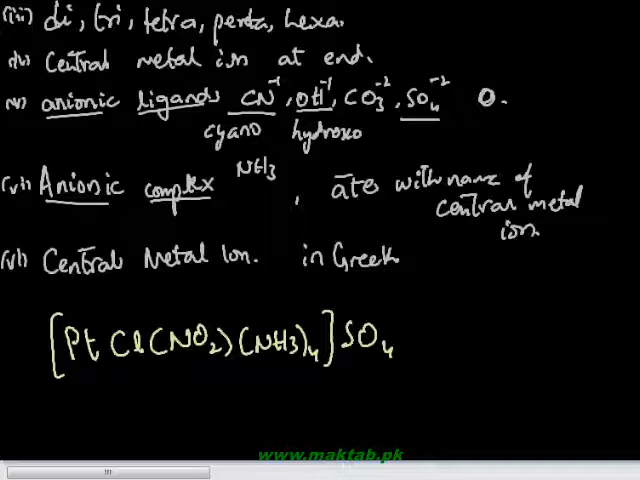 (iii) di, tri, tetra, penta, hexa.
(iv) Central metal ion at end.
(v) anionic ligands CN⁻¹, OH⁻¹, CO₃⁻², SO₄⁻² O.
cyano hydroxo
NH3
(vi) Anionic complex , ate with name of
central metal
ion.
(vi) Central Metal Ion. in Greek
[Pt Cl(NO₂)(NH3)₄]SO₄
www.maktab.pk